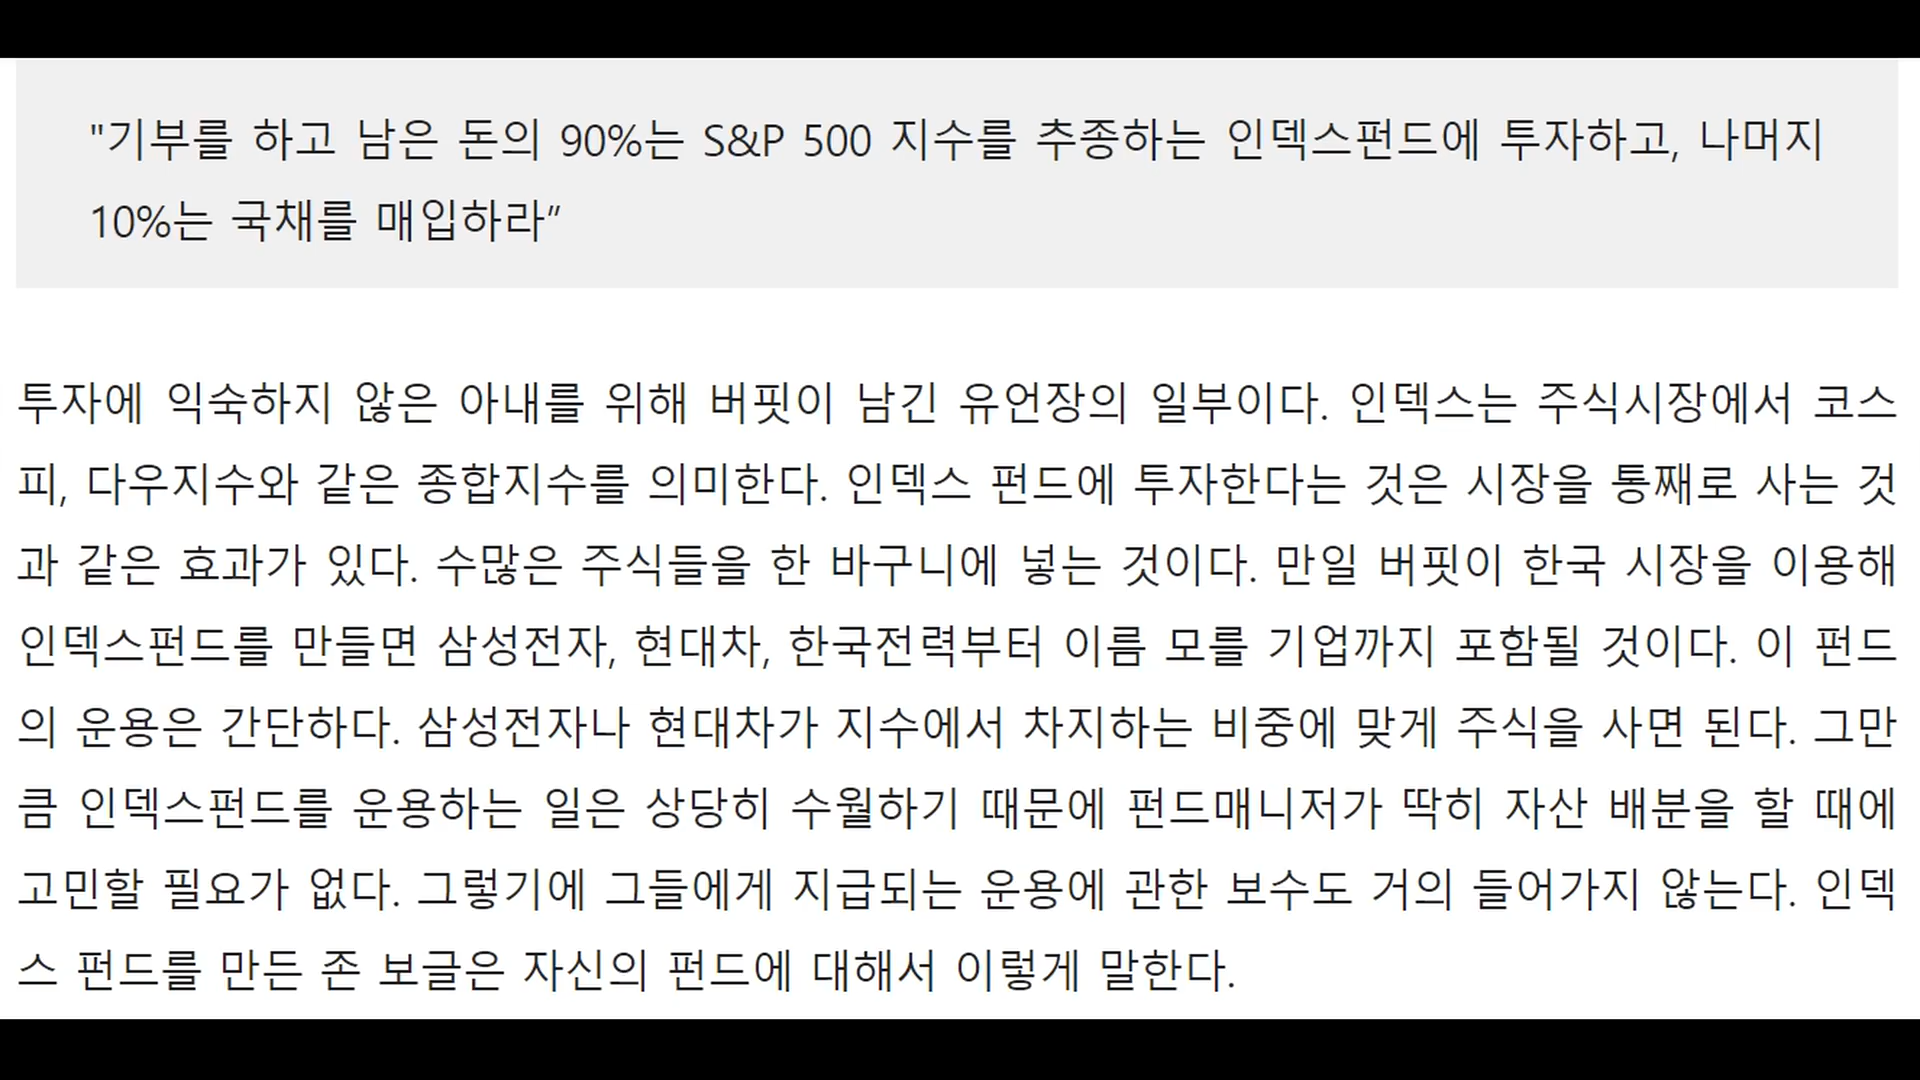 "기부를 하고 남은 돈의 90%는 S&P 500 지수를 추종하는 인덱스펀드에 투자하고, 나머지
10%는 국채를 매입하라”
투자에 익숙하지 않은 아내를 위해 버핏이 남긴 유언장의 일부이다. 인덱스는 주식시장에서 코스
피, 다우지수와 같은 종합지수를 의미한다. 인덱스 펀드에 투자한다는 것은 시장을 통째로 사는 것
과 같은 효과가 있다. 수많은 주식들을 한 바구니에 넣는 것이다. 만일 버핏이 한국 시장을 이용해
인덱스펀드를 만들면 삼성전자, 현대차, 한국전력부터 이름 모를 기업까지 포함될 것이다. 이 펀드
의 운용은 간단하다. 삼성전자나 현대차가 지수에서 차지하는 비중에 맞게 주식을 사면 된다. 그만
큼 인덱스펀드를 운용하는 일은 상당히 수월하기 때문에 펀드매니저가 딱히 자산 배분을 할 때에
고민할 필요가 없다. 그렇기에 그들에게 지급되는 운용에 관한 보수도 거의 들어가지 않는다. 인덱
스 펀드를 만든 존 보글은 자신의 펀드에 대해서 이렇게 말한다.